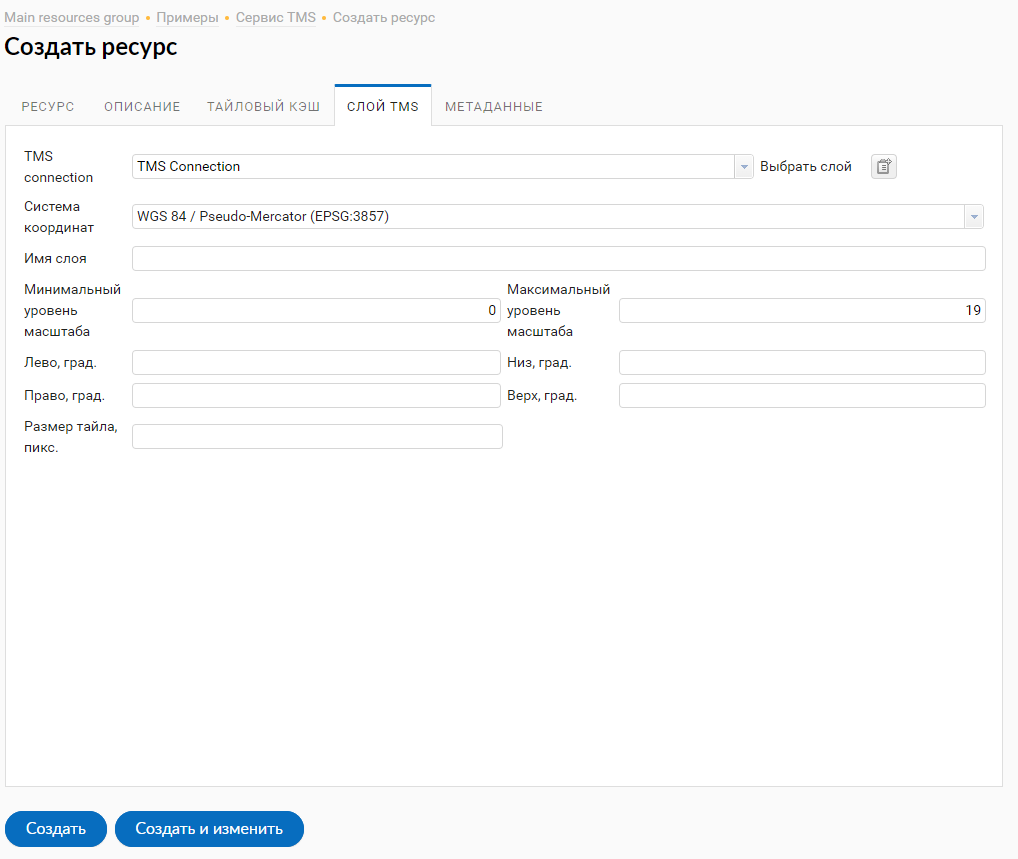 Main resources group • Примеры • Сервис TMS • Создать ресурс
Создать ресурс
РЕСУРС ОПИСАНИЕ ТАЙЛОВЫЙ КЭШ СЛОЙ TMS МЕТАДАННЫЕ
TMS
connection
TMS Connection
Выбрать слой
Система
координат
WGS 84 / Pseudo-Mercator (EPSG:3857)
Имя слоя
Минимальный
уровень
масштаба
0
Максимальный
уровень
масштаба
19
Лево, град.
Низ, град.
Право, град.
Верх, град.
Размер тайла,
пикс.
Создать
Создать и изменить